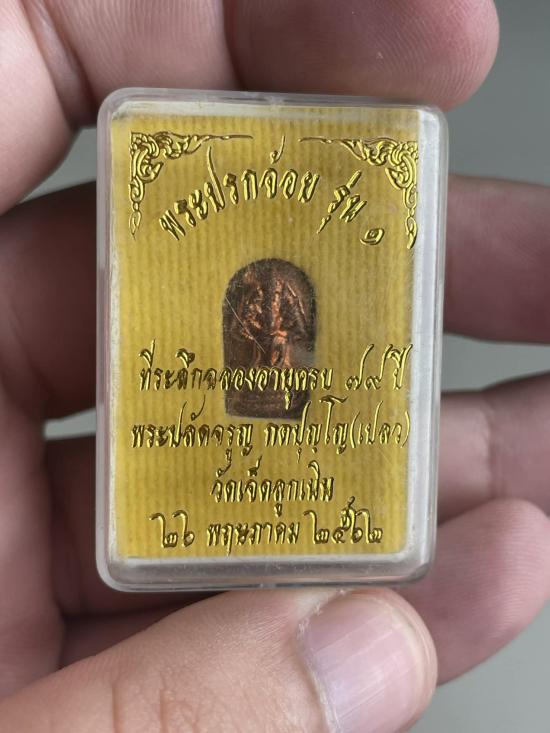 พระปรกจ้อย รุ่น ๑
ที่ระลึกฉลองอายุครบ ๗๙ ปี
พระปลัดจรูญ กตปุญฺโญ(เปลว)
วัดเจ็ดลูกเนิน
๒๖ พฤษภาคม ๒๕๖๒